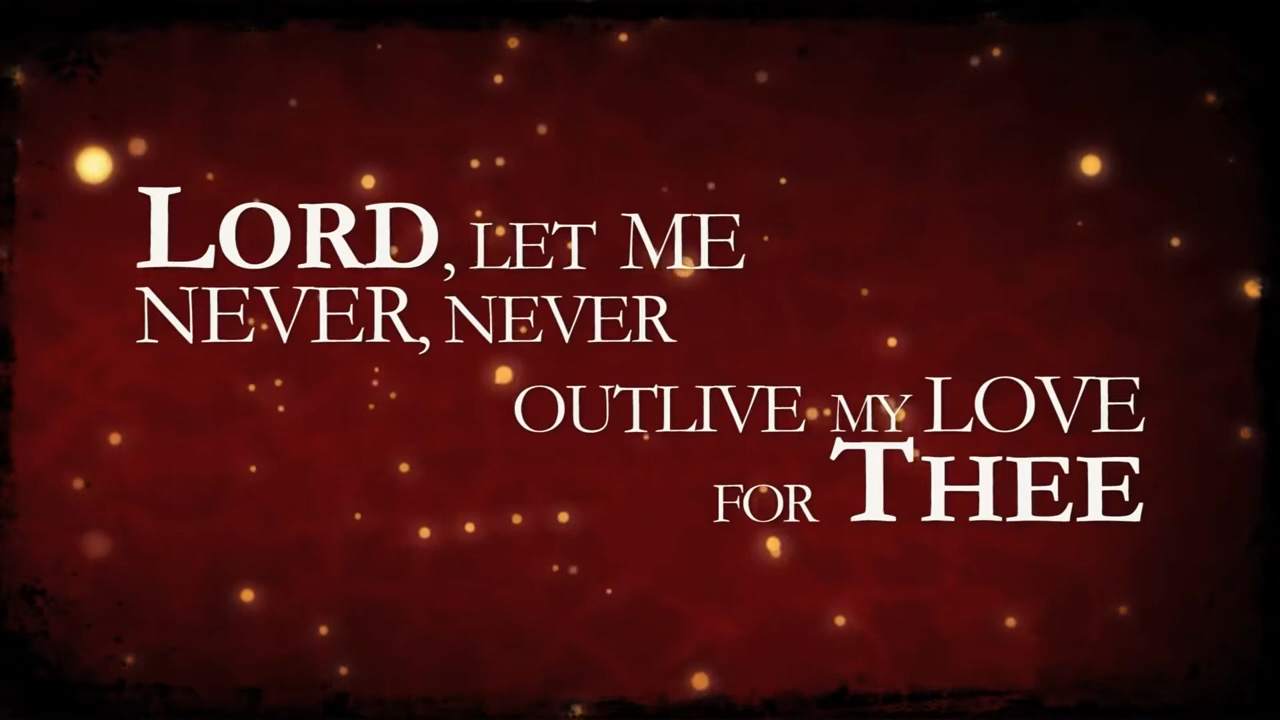 LORD, LET ME
NEVER, NEVER
OUTLIVE MY LOVE
FOR THEE